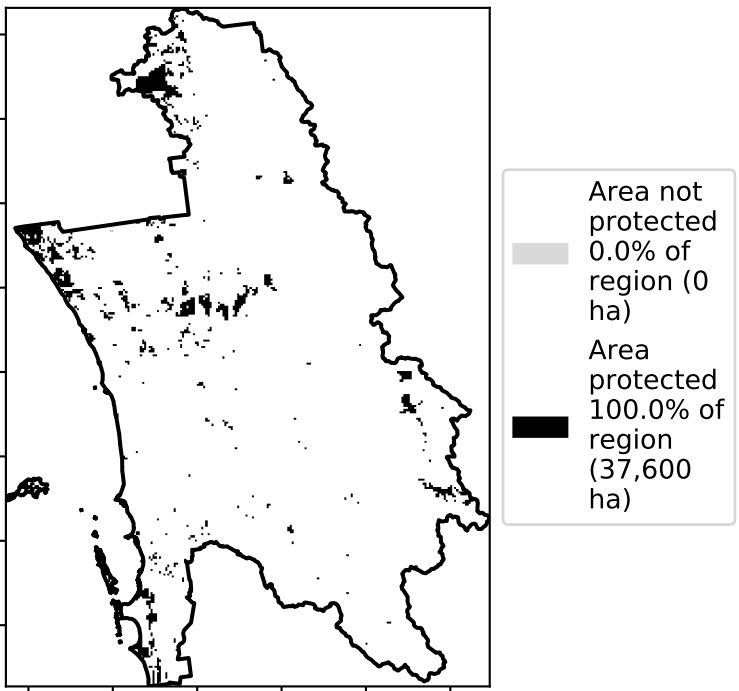 Area not
protected
0.0% of
region (0
ha)
Area
protected
100.0% of
region
(37,600
ha)